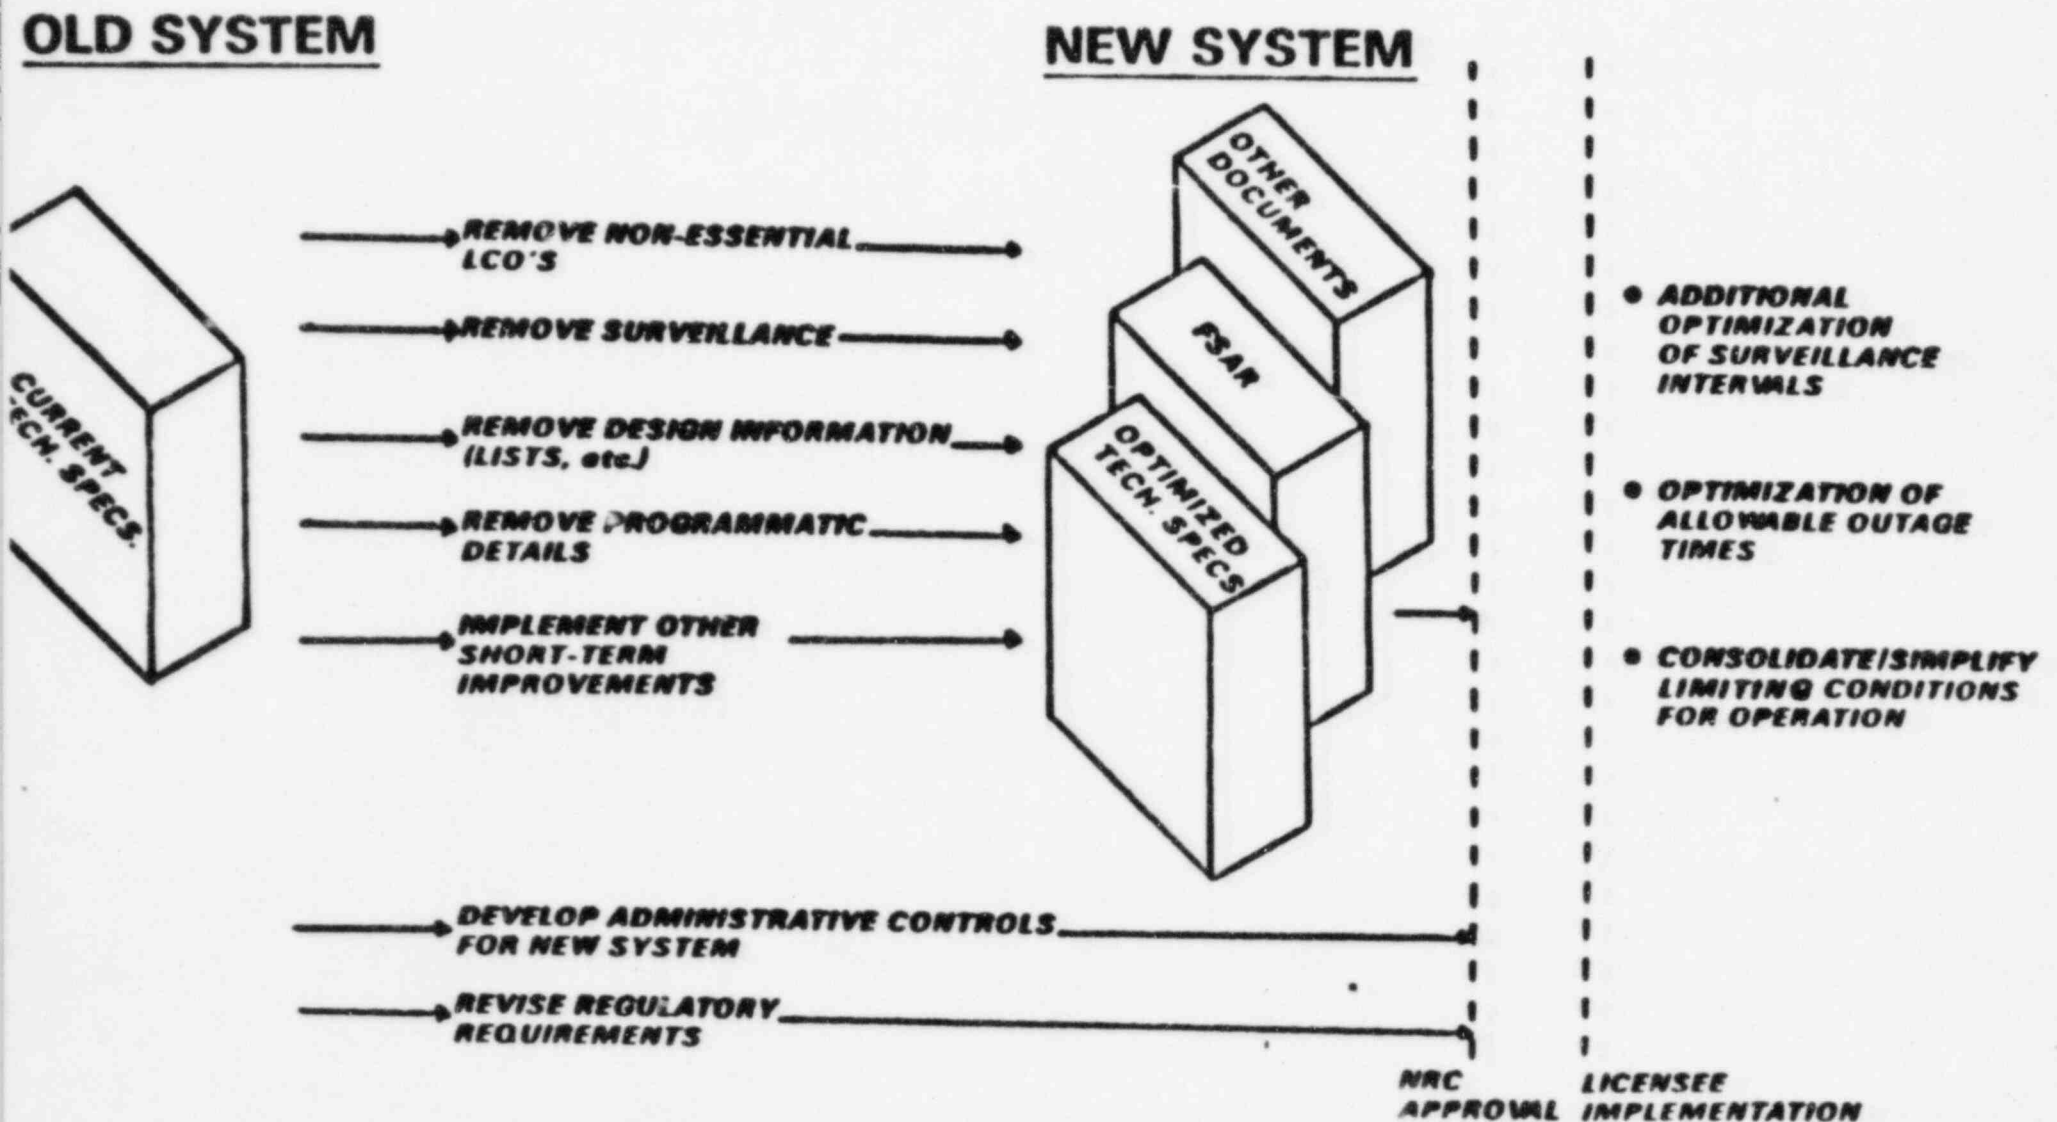 OLD SYSTEM
NEW SYSTEM
CURRENT
TECH. SPECS.
REMOVE NON-ESSENTIAL
LCO'S
REMOVE SURVEILLANCE
REMOVE DESIGN INFORMATION
(LISTS, etc.)
REMOVE PROGRAMMATIC
DETAILS
IMPLEMENT OTHER
SHORT-TERM
IMPROVEMENTS
OTHER
DOCUMENTS
FSAR
OPTIMIZED
TECH. SPECS
DEVELOP ADMINISTRATIVE CONTROLS
FOR NEW SYSTEM
REVISE REGULATORY
REQUIREMENTS
• ADDITIONAL
OPTIMIZATION
OF SURVEILLANCE
INTERVALS
• OPTIMIZATION OF
ALLOWABLE OUTAGE
TIMES
• CONSOLIDATE/SIMPLIFY
LIMITING CONDITIONS
FOR OPERATION
NRC
APPROVAL
LICENSEE
IMPLEMENTATION